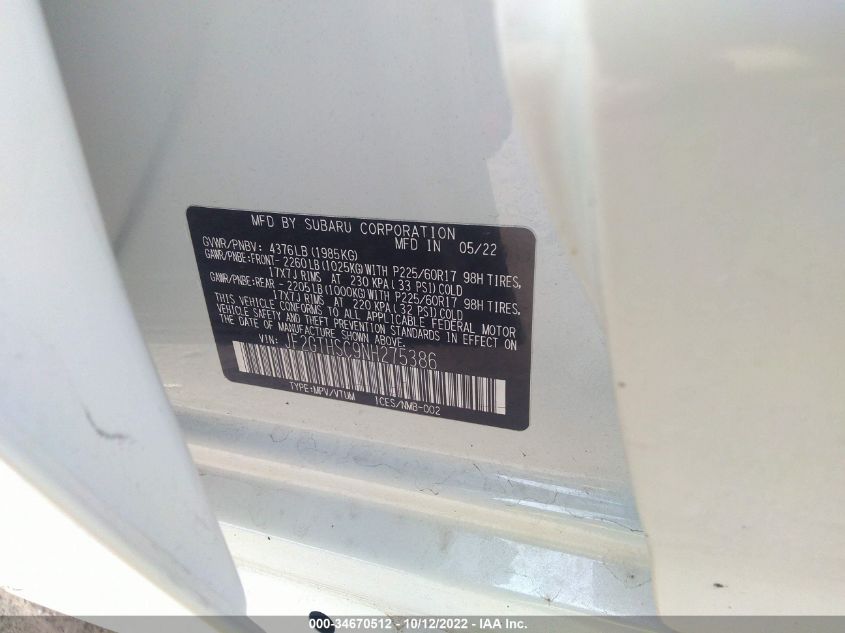 MFD BY SUBARU CORPORATION
GVWR/PNBV: 4376LB(1985KG) MFD IN 05/22
GAWR/PNBE:FRONT- 2260LB(1025KG)WITH P225/60R17 98H TIRES,
17X7J RIMS AT 230 KPA(33 PSI)COLD
GAWR/PNBE:REAR - 2205LB(1000KG)WITH P225/60R17 98H TIRES,
17X7J RIMS AT 220 KPA(32 PSI)COLD
THIS VEHICLE CONFORMS TO ALL APPLICABLE FEDERAL MOTOR
VEHICLE SAFETY AND THEFT PREVENTION STANDARDS IN EFFECT
ON THE DATE OF MANUFACTURE SHOWN ABOVE.
VIN: JF2GTHSC9NH275386
TYPE:MPV/VTUM ICES/NMB-002
000-34670512 - 10/12/2022 - IAA Inc.